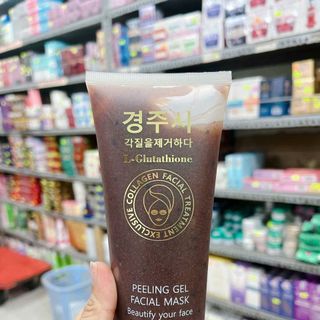 경주시
각질을제거하다
L-Glutathione
EXCLUSIVE COLLAGEN FACIAL TREATMENT
PEELING GEL
FACIAL MASK
Beautify your face